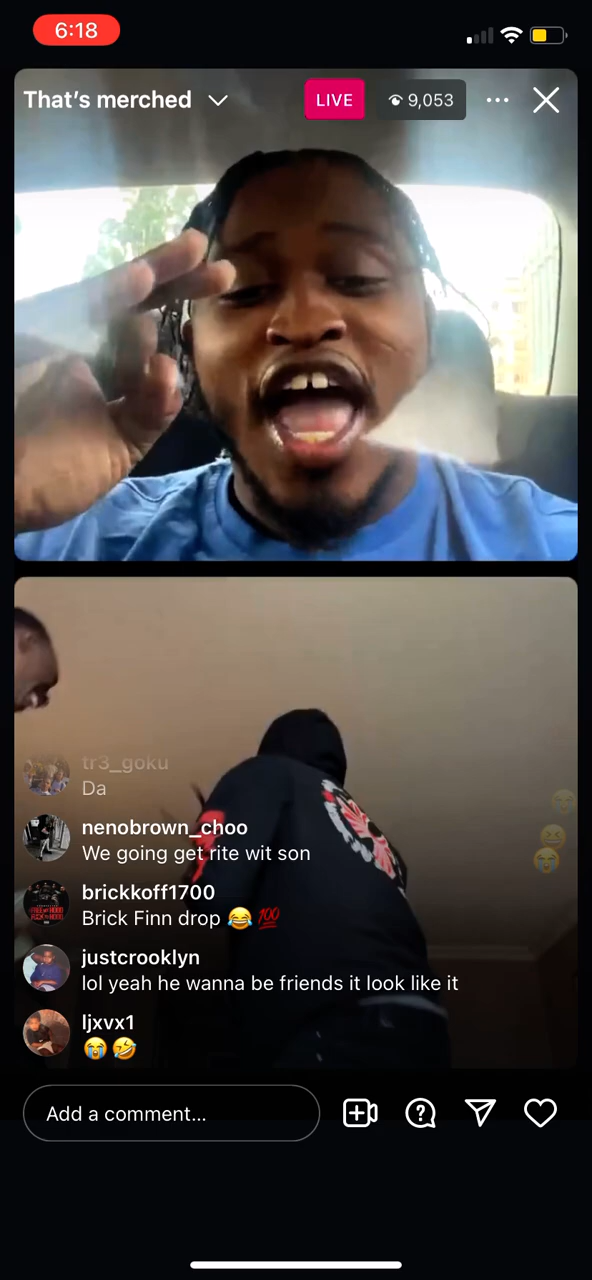 6:18
That’s merched
LIVE
9,053
tr3_goku
Da
nenobrown_choo
We going get rite wit son
brickkoff1700
Brick Finn drop 😂 💯
justcrooklyn
lol yeah he wanna be friends it look like it
ljxvx1
😭 🤣
Add a comment...